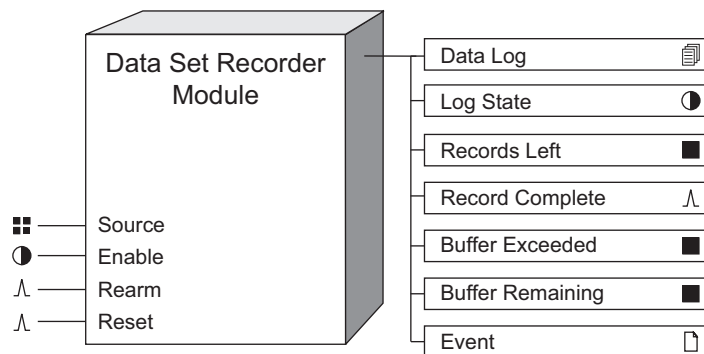 Data Set Recorder
Module
Source
Enable
Rearm
Reset
Data Log
Log State
Records Left
Record Complete
Buffer Exceeded
Buffer Remaining
Event